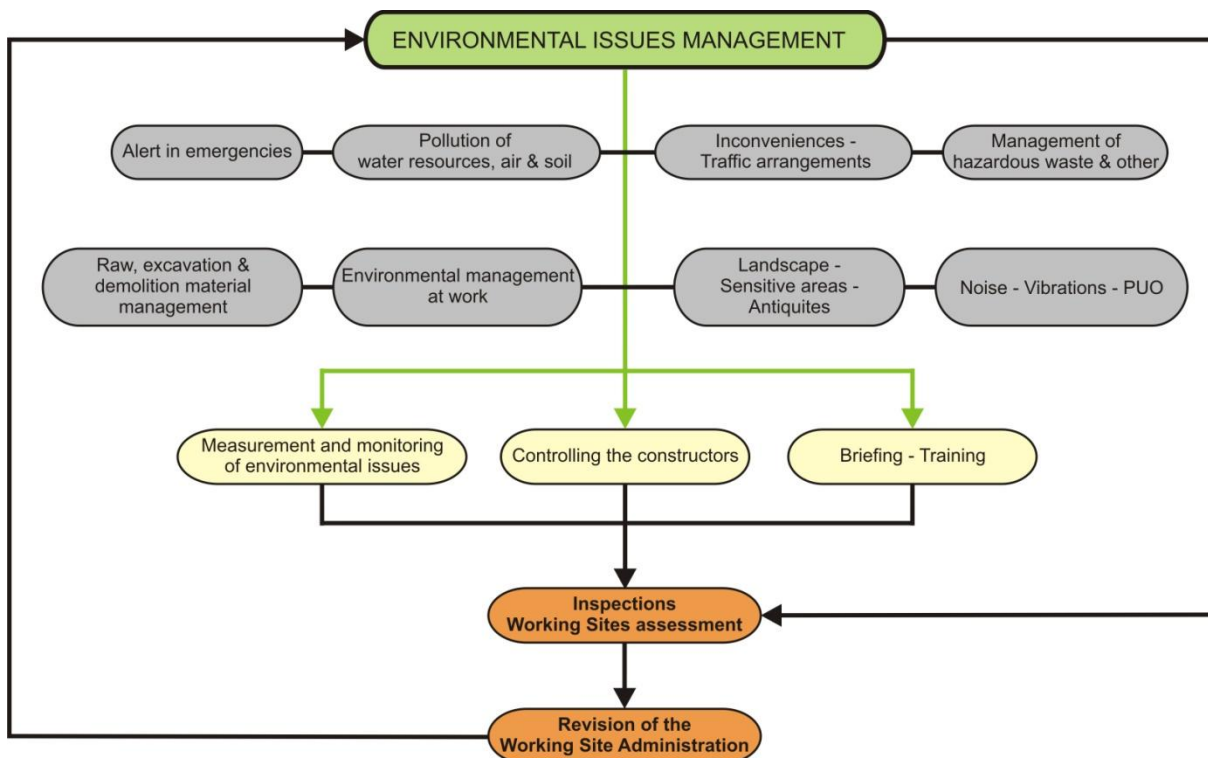 ENVIRONMENTAL ISSUES MANAGEMENT
Alert in emergencies
Pollution of
water resources, air & soil
Inconveniences -
Traffic arrangements
Management of
hazardous waste & other
Raw, excavation &
demolition material
management
Environmental management
at work
Landscape -
Sensitive areas -
Antiquites
Noise - Vibrations - PUO
Measurement and monitoring
of environmental issues
Controlling the constructors
Briefing - Training
Inspections
Working Sites assessment
Revision of the
Working Site Administration